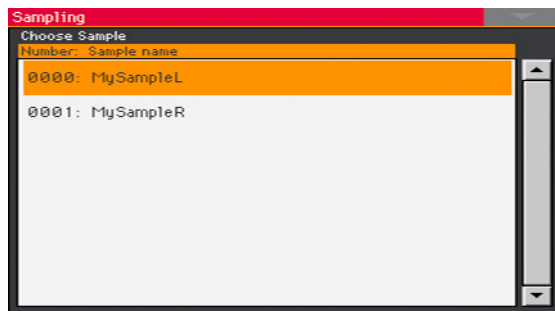 Sampling
Choose Sample
Number: Sample name
0000: MySampleL
0001: MySampleR